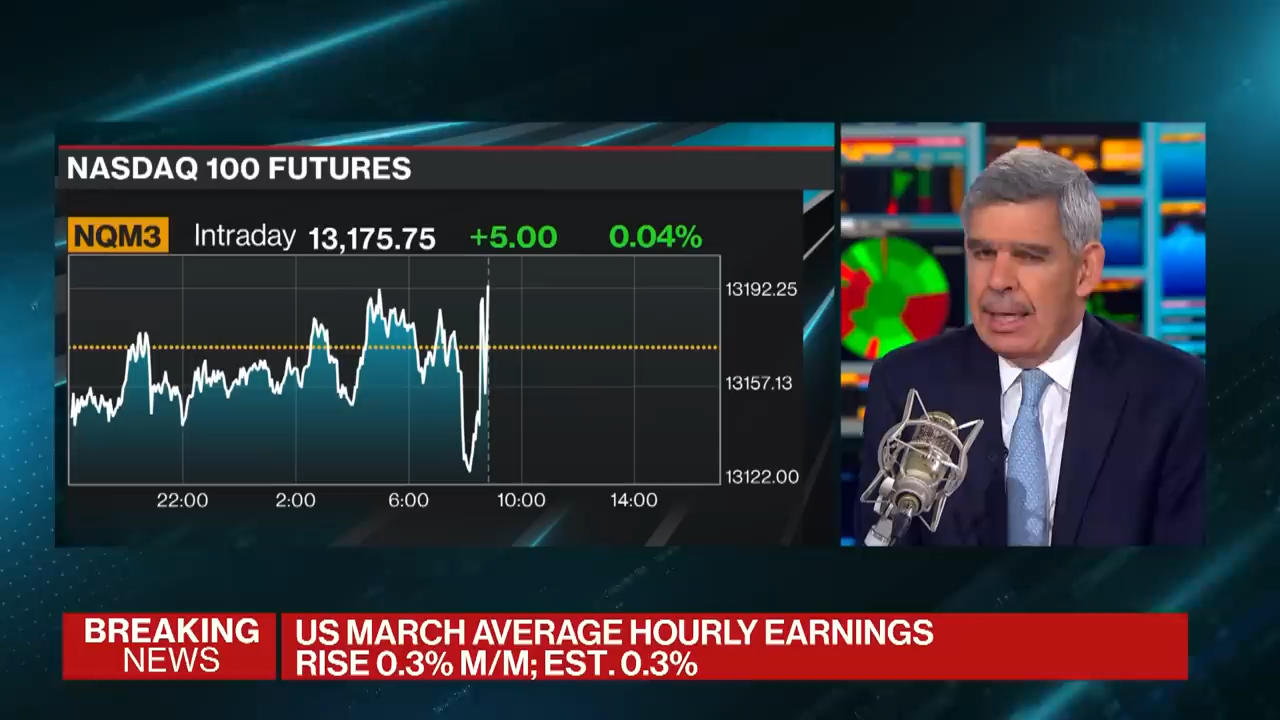 NASDAQ 100 FUTURES
NQM3 Intraday 13,175.75 +5.00 0.04%
13192.25
13157.13
13122.00
22:00 2:00 6:00 10:00 14:00
BREAKING
NEWS
US MARCH AVERAGE HOURLY EARNINGS
RISE 0.3% M/M; EST. 0.3%